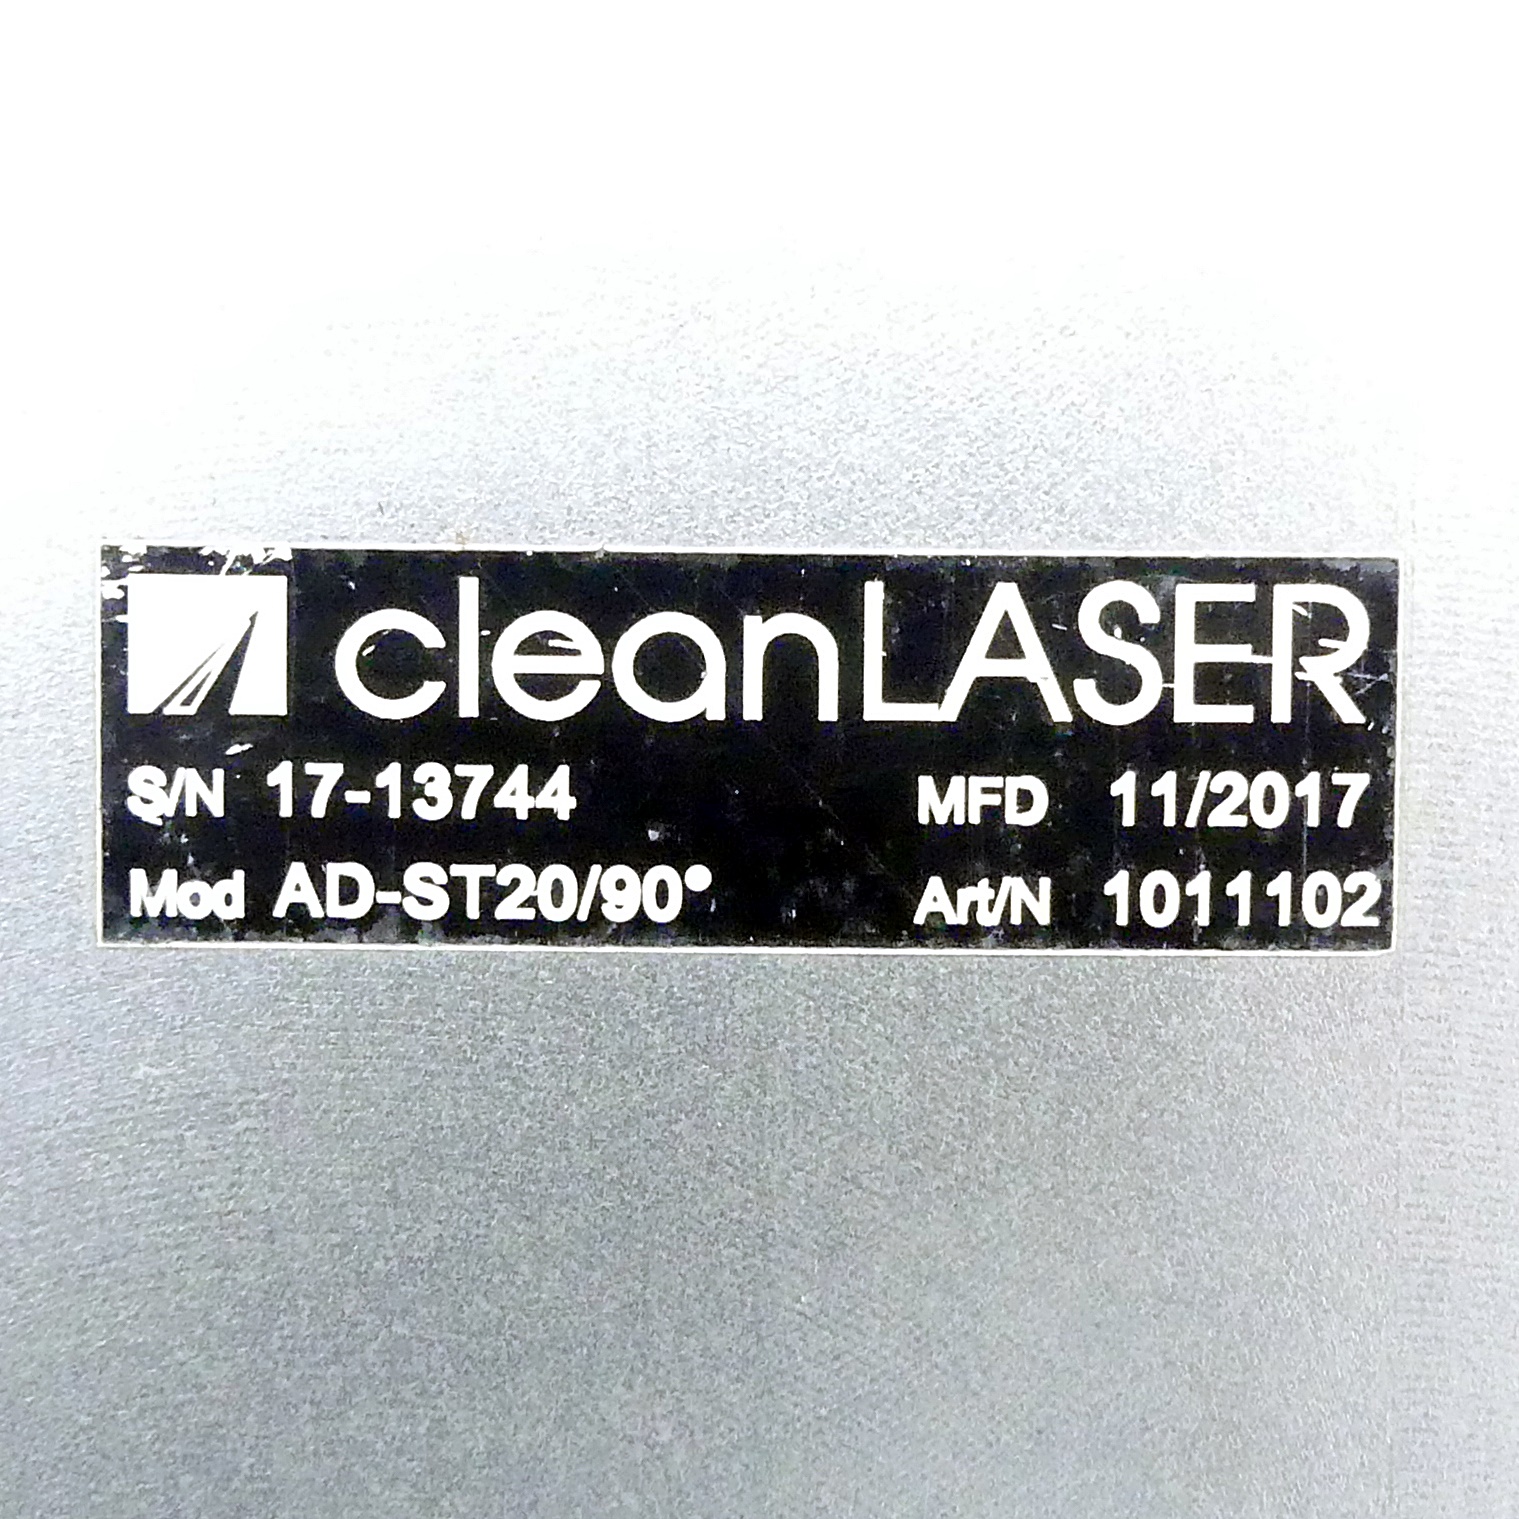 cleanLASER
S/N 17-13744 MFD 11/2017
Mod AD-ST20/90° Art/N 1011102